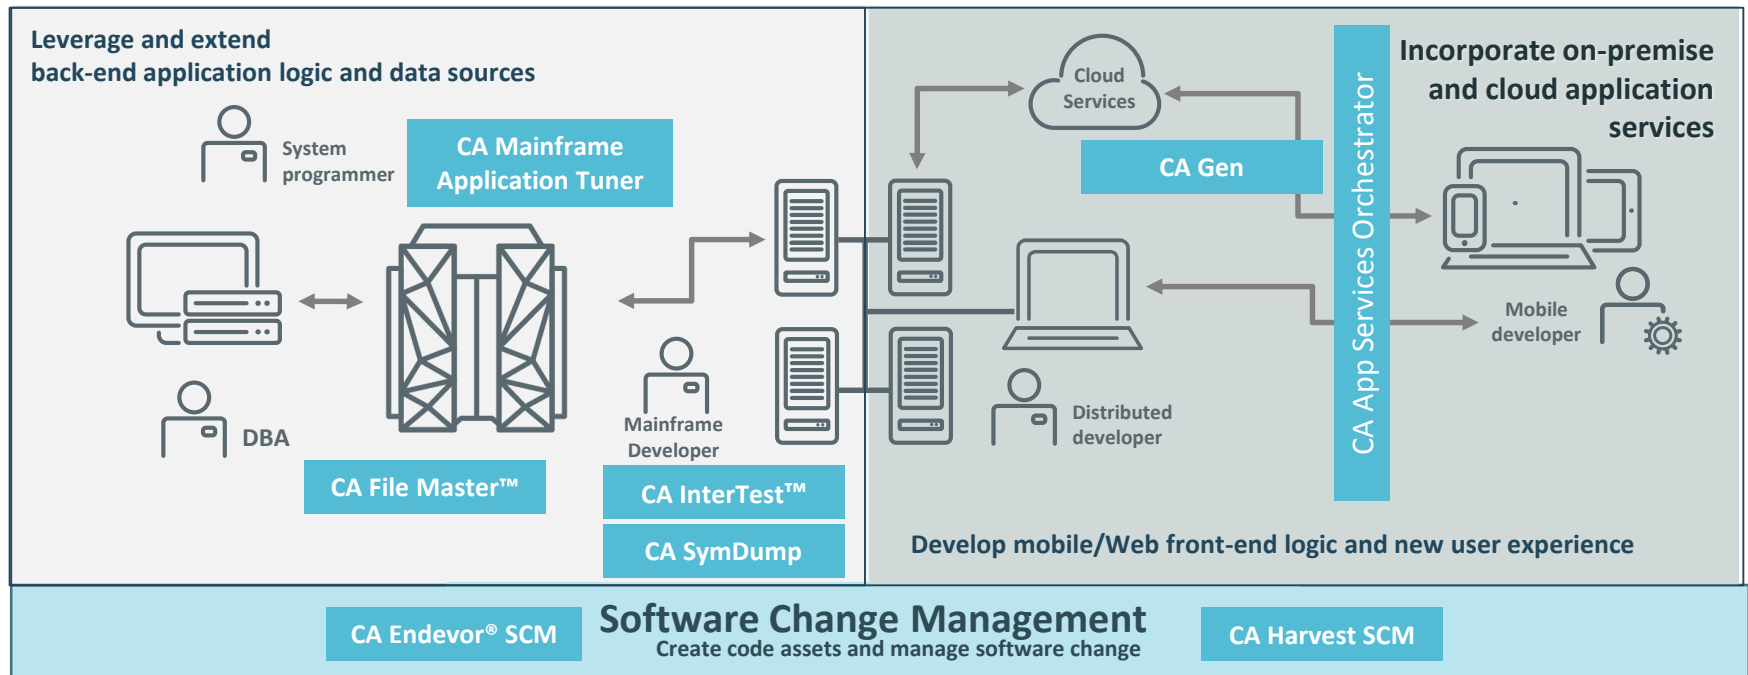 Leverage and extend
back-end application logic and data sources
System
programmer
CA Mainframe
Application Tuner
DBA
CA File Master™
Mainframe
Developer
CA InterTest™
CA SymDump
Cloud
Services
CA Gen
CA App Services Orchestrator
Incorporate on-premise
and cloud application
services
Mobile
developer
Distributed
developer
Develop mobile/Web front-end logic and new user experience
CA Endevor® SCM
Software Change Management
Create code assets and manage software change
CA Harvest SCM